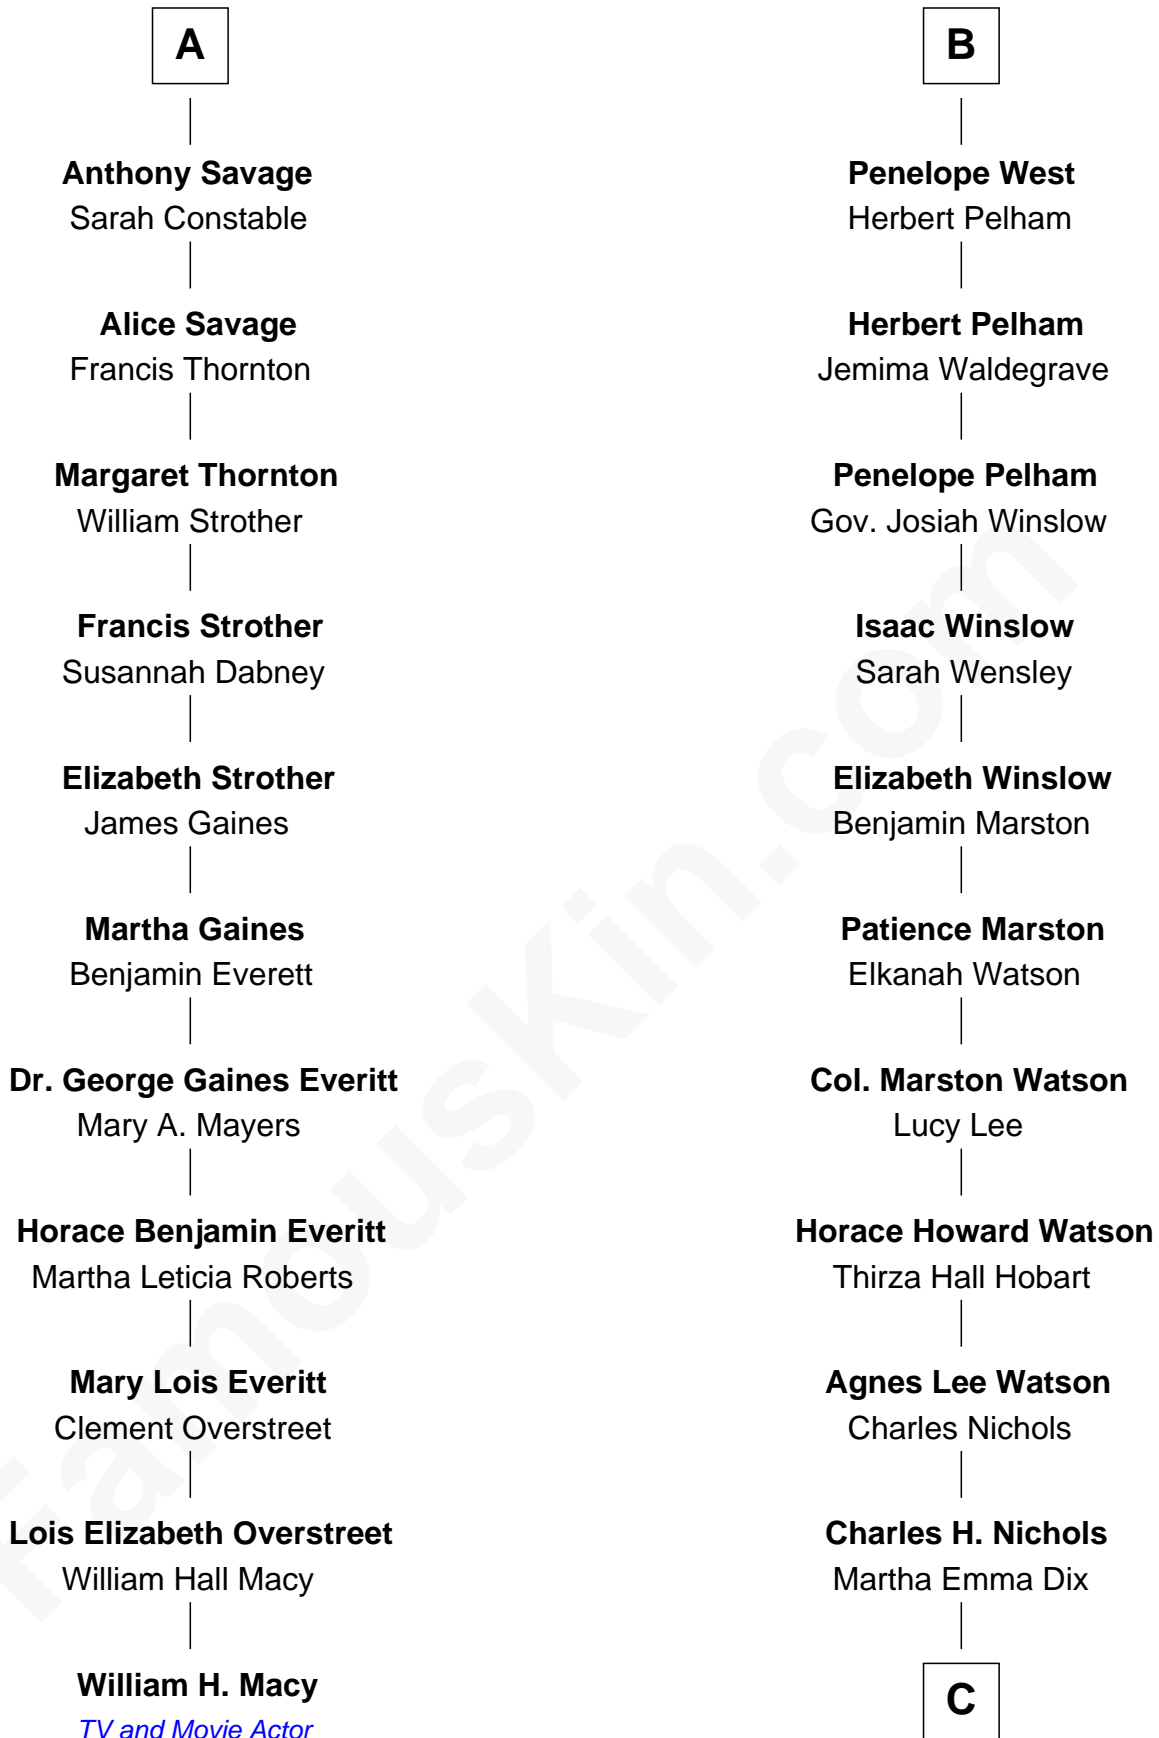 A
Anthony Savage
Sarah Constable
Alice Savage
Francis Thornton
Margaret Thornton
William Strother
Francis Strother
Susannah Dabney
Elizabeth Strother
James Gaines
Martha Gaines
Benjamin Everett
Dr. George Gaines Everitt
Mary A. Mayers
Horace Benjamin Everitt
Martha Leticia Roberts
Mary Lois Everitt
Clement Overstreet
Lois Elizabeth Overstreet
William Hall Macy
William H. Macy
TV and Movie Actor
B
Penelope West
Herbert Pelham
Herbert Pelham
Jemima Waldegrave
Penelope Pelham
Gov. Josiah Winslow
Isaac Winslow
Sarah Wensley
Elizabeth Winslow
Benjamin Marston
Patience Marston
Elkanah Watson
Col. Marston Watson
Lucy Lee
Horace Howard Watson
Thirza Hall Hobart
Agnes Lee Watson
Charles Nichols
Charles H. Nichols
Martha Emma Dix
C
FamousKin.com